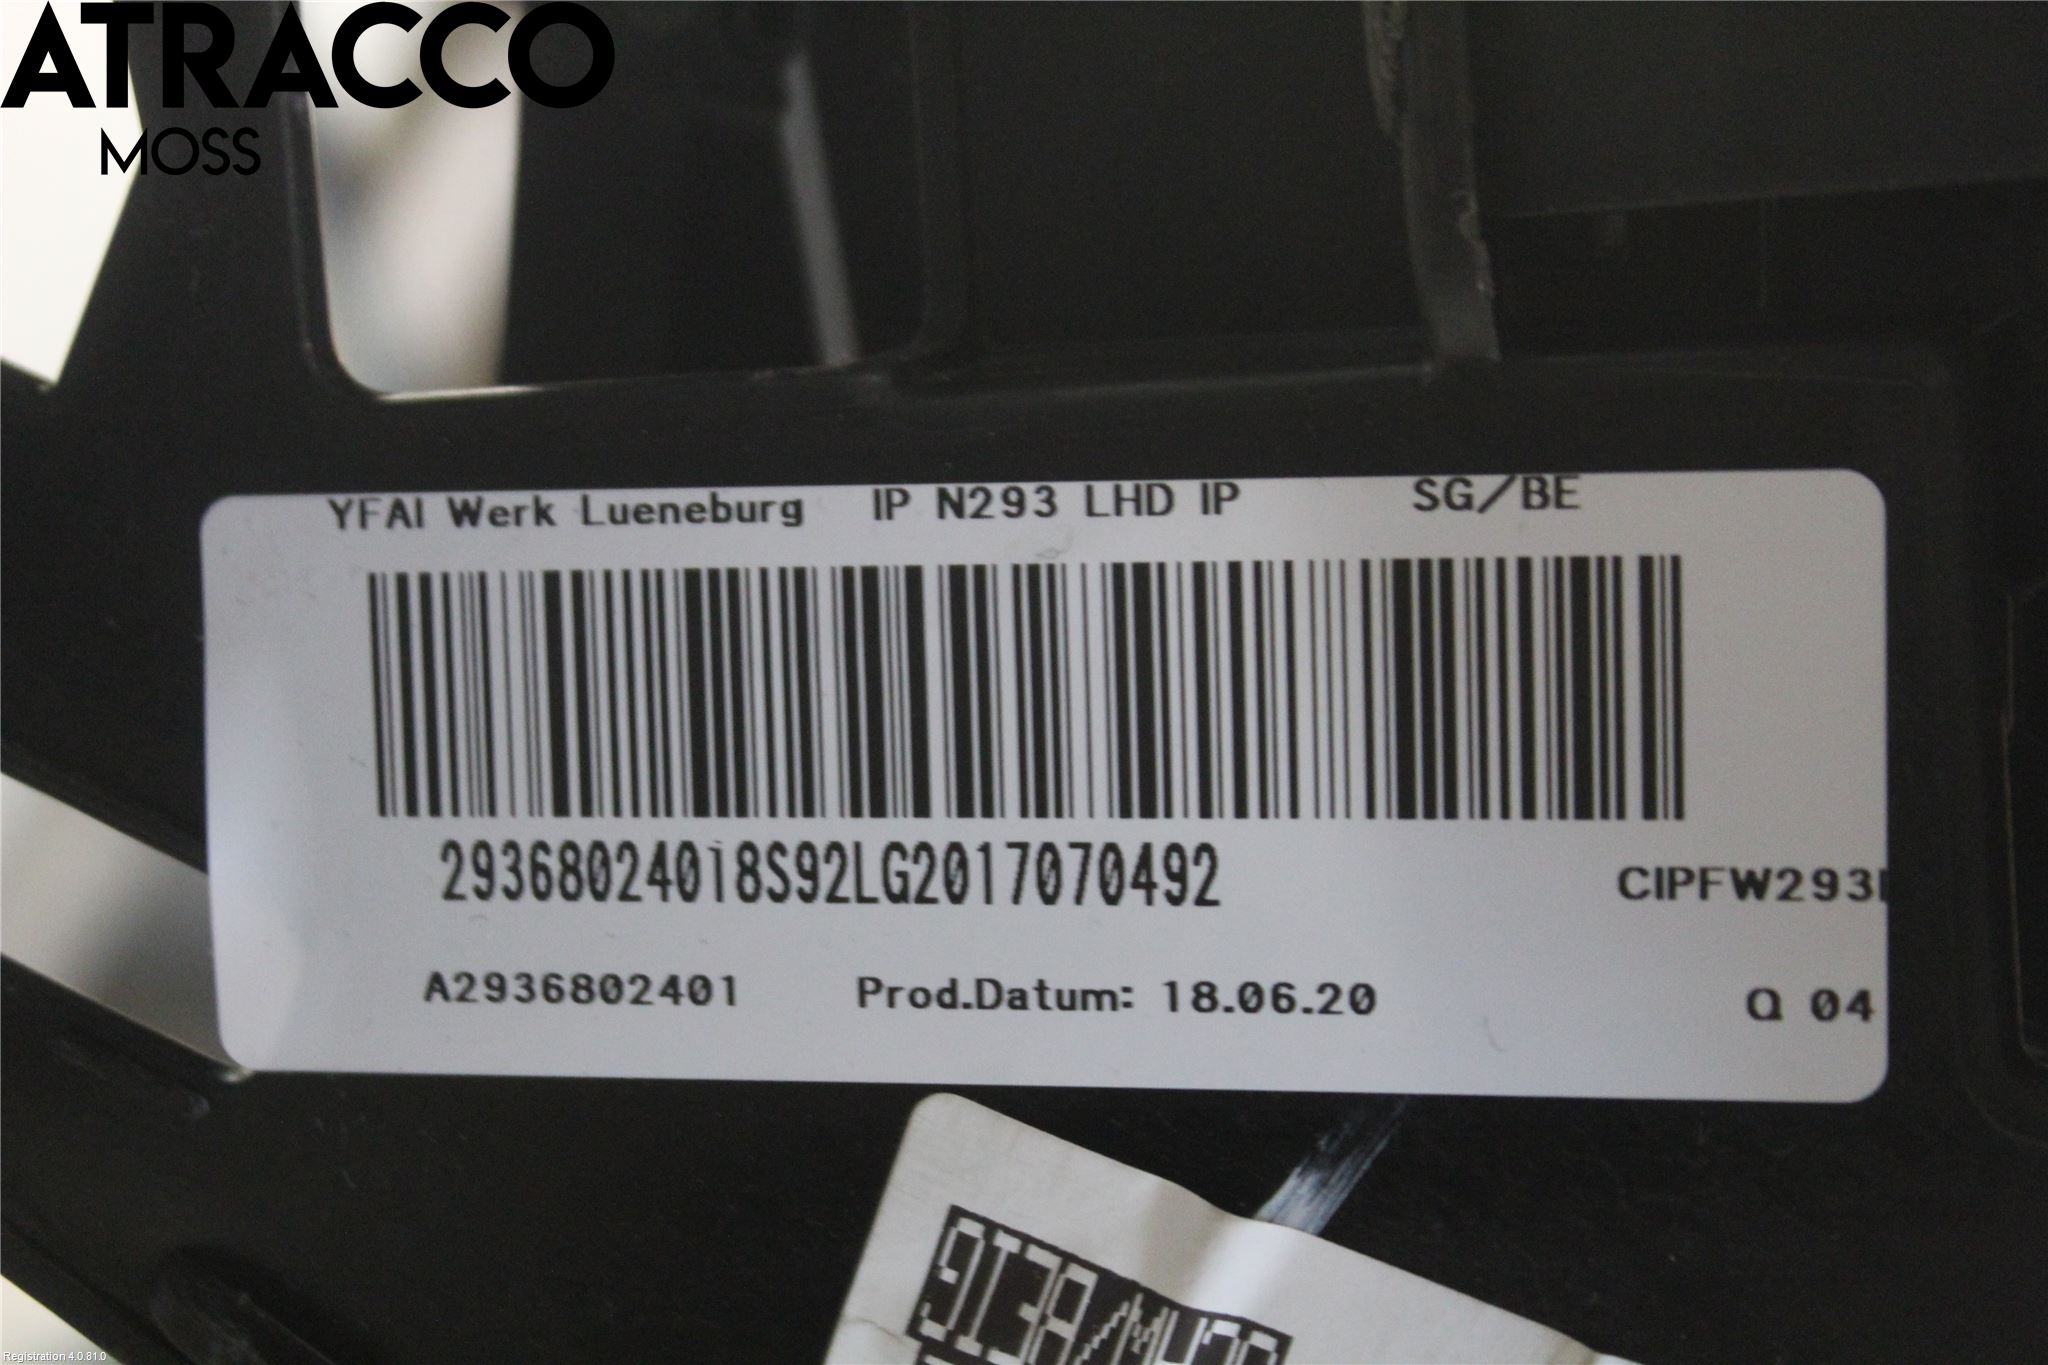 ATRACCO
MOSS
YFAI Werk Lueneburg IP N293 LHD IP SG/BE
29368024018S92LG2017070492
CIPFW293
A2936802401 Prod.Datum: 18.06.20 Q 04
Registration 4.0.81.0